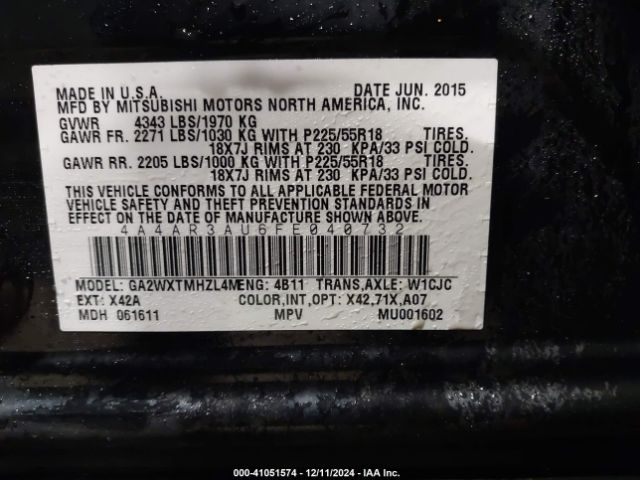 MADE IN U.S.A. DATE JUN. 2015
MFD BY MITSUBISHI MOTORS NORTH AMERICA, INC.
GVWR 4343 LBS/1970 KG
GAWR FR. 2271 LBS/1030 KG WITH P225/55R18 TIRES.
18X7J RIMS AT 230 KPA/33 PSI COLD.
GAWR RR. 2205 LBS/1000 KG WITH P225/55R18 TIRES.
18X7J RIMS AT 230 KPA/33 PSI COLD.
THIS VEHICLE CONFORMS TO ALL APPLICABLE FEDERAL MOTOR
VEHICLE SAFETY AND THEFT PREVENTION STANDARDS IN
EFFECT ON THE DATE OF MANUFACTURE SHOWN ABOVE.
4A4AR3AU6FE040732
MODEL: GA2WXTMHZL4MENG: 4B11 TRANS,AXLE: W1CJC
EXT: X42A COLOR,INT,OPT: X42,71X,A07
MDH 061611 MPV MU001602
000-41051574 - 12/11/2024 - IAA Inc.